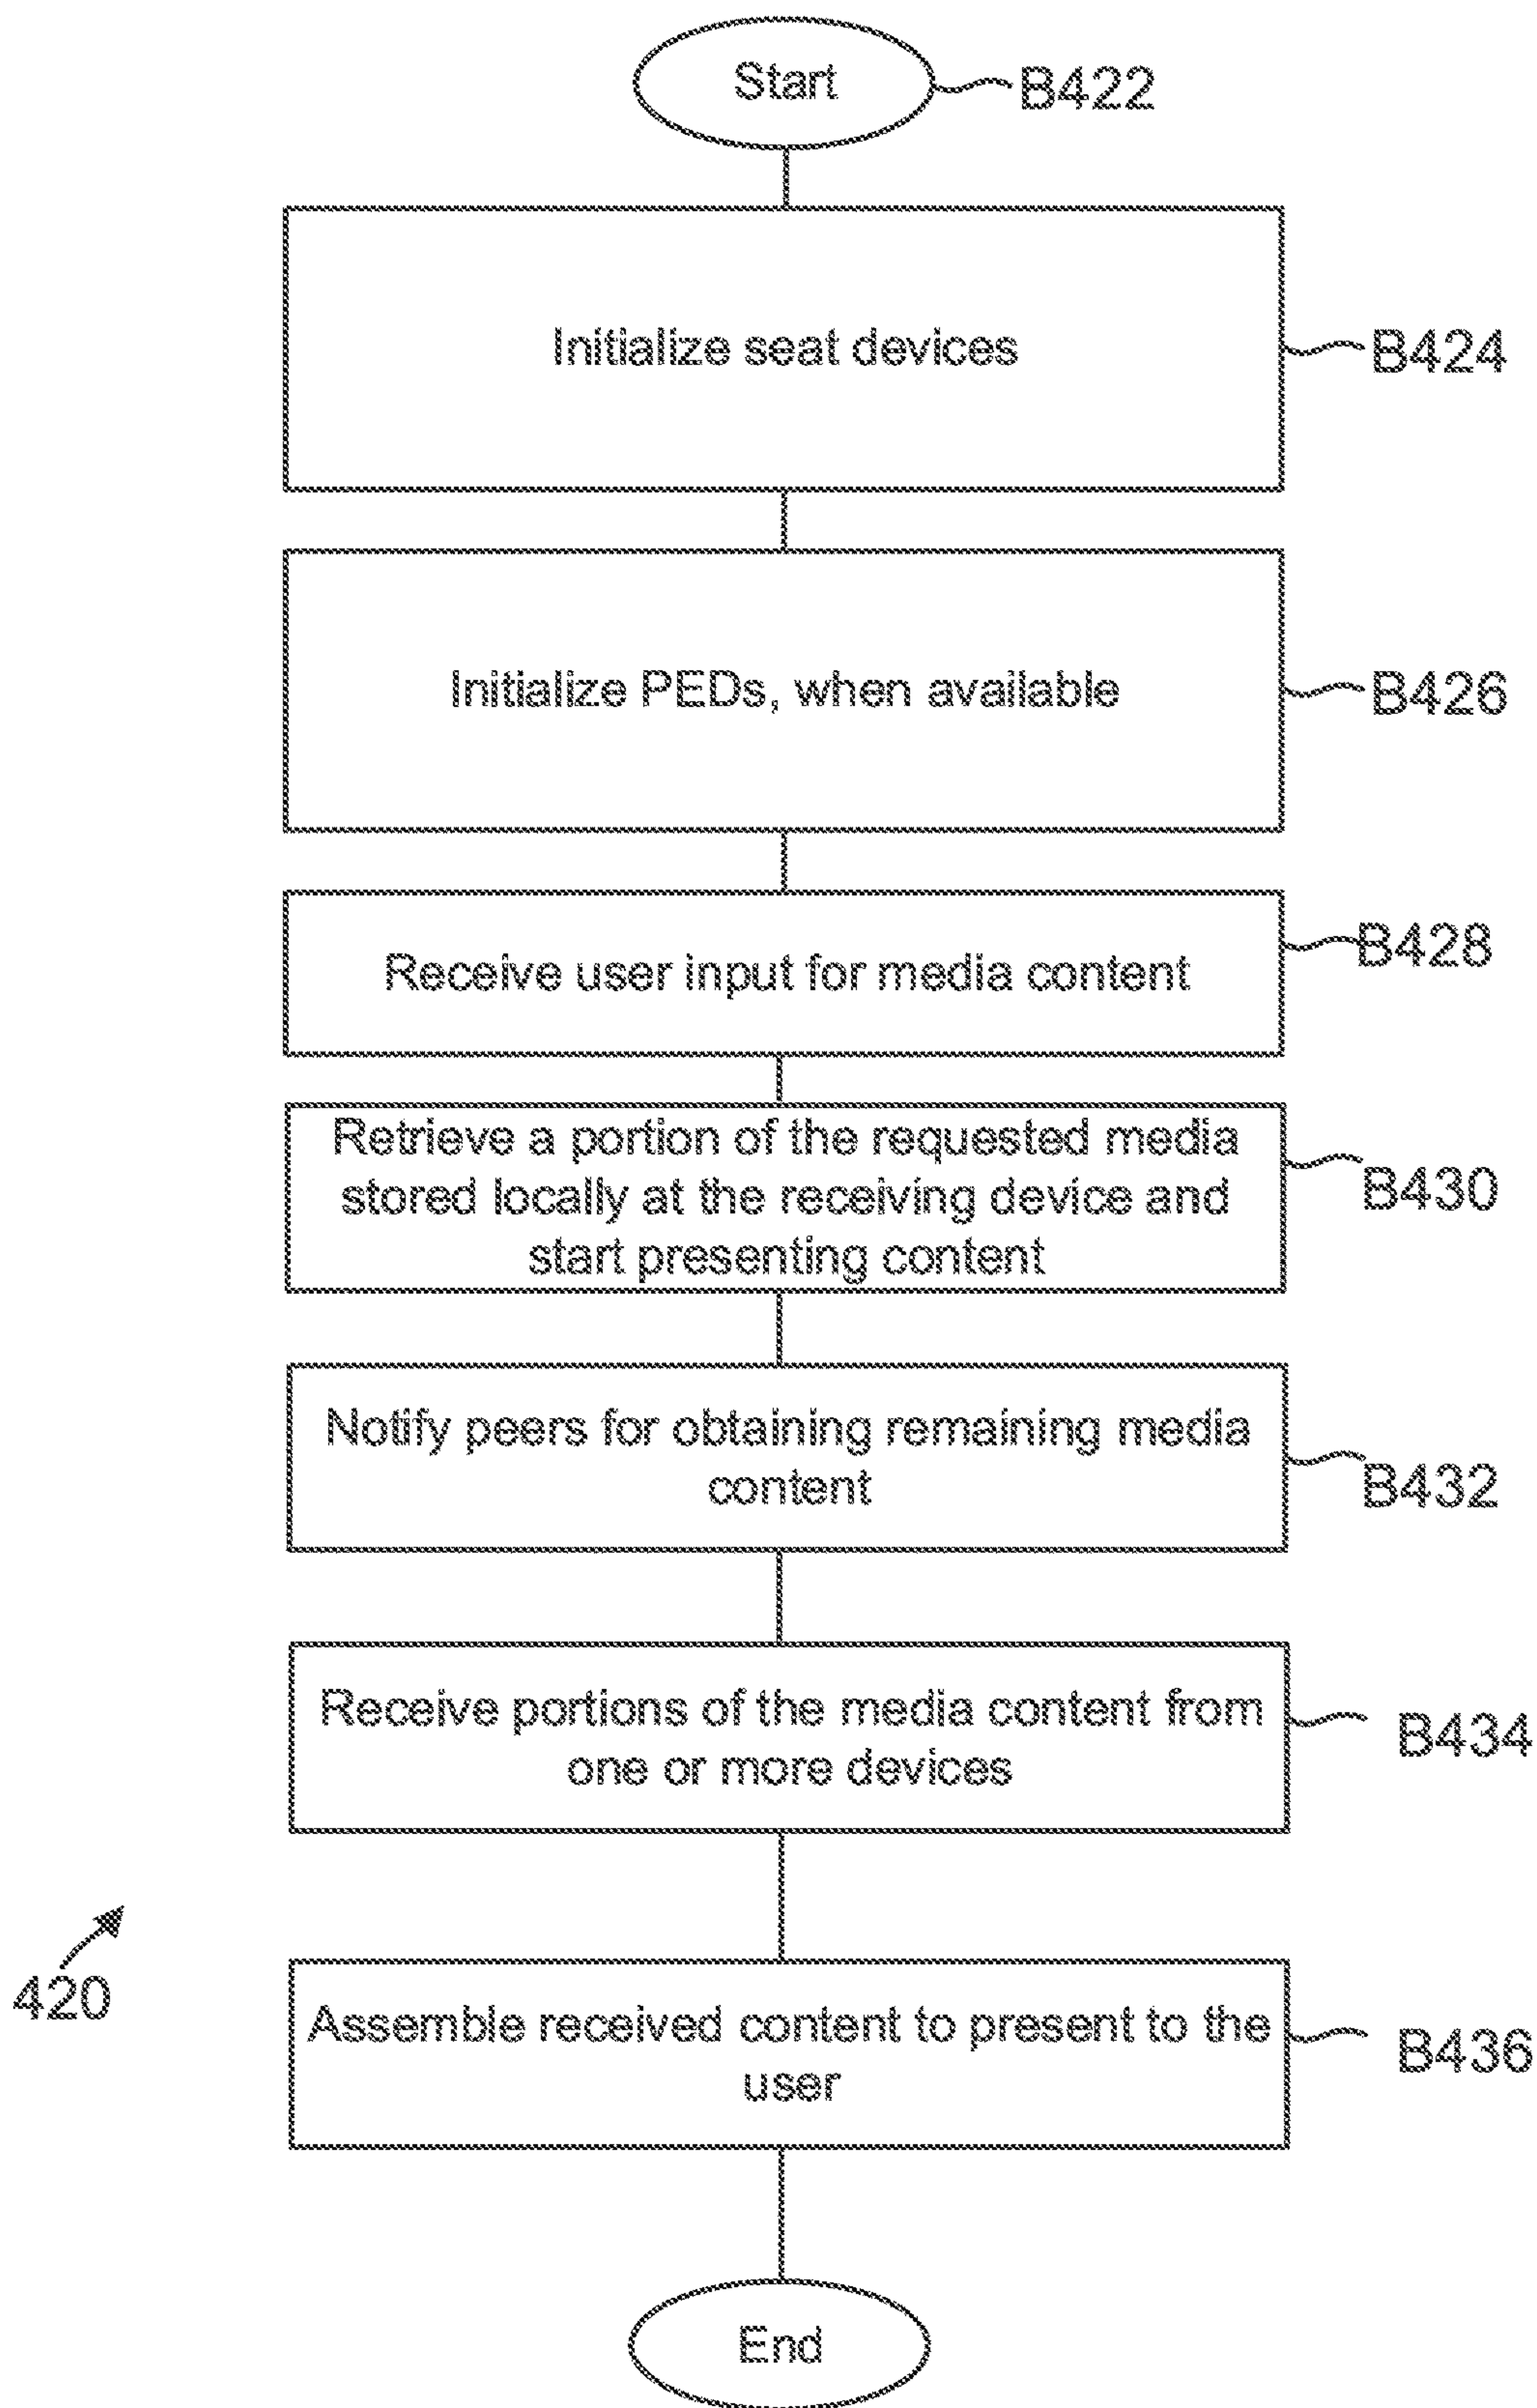 Start
B422
Initialize seat devices
B424
Initialize PEDs, when available
B426
Receive user input for media content
B428
Retrieve a portion of the requested media
stored locally at the receiving device and
start presenting content
B430
Notify peers for obtaining remaining media
content
B432
Receive portions of the media content from
one or more devices
B434
420
Assemble received content to present to the
user
B436
End